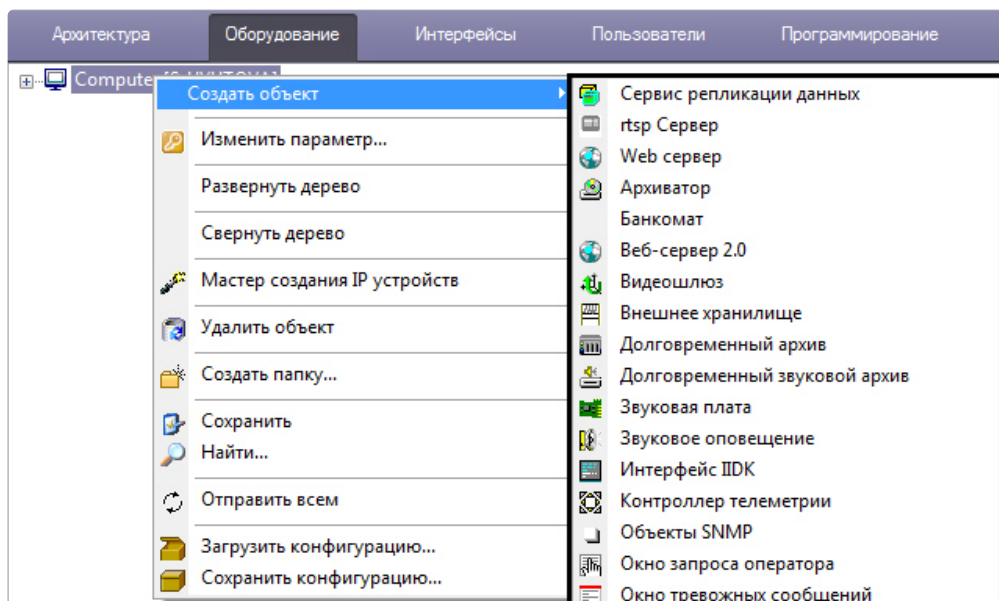 Архитектура Оборудование Интерфейсы Пользователи Программирование
Computer
Создать объект
Изменить параметр...
Развернуть дерево
Свернуть дерево
Мастер создания IP устройств
Удалить объект
Создать папку...
Сохранить
Найти...
Отправить всем
Загрузить конфигурацию...
Сохранить конфигурацию...
Сервис репликации данных
rtsp Сервер
Web сервер
Архиватор
Банкомат
Веб-сервер 2.0
Видеошлюз
Внешнее хранилище
Долговременный архив
Долговременный звуковой архив
Звуковая плата
Звуковое оповещение
Интерфейс IIDK
Контроллер телеметрии
Объекты SNMP
Окно запроса оператора
Окно тревожных сообщений